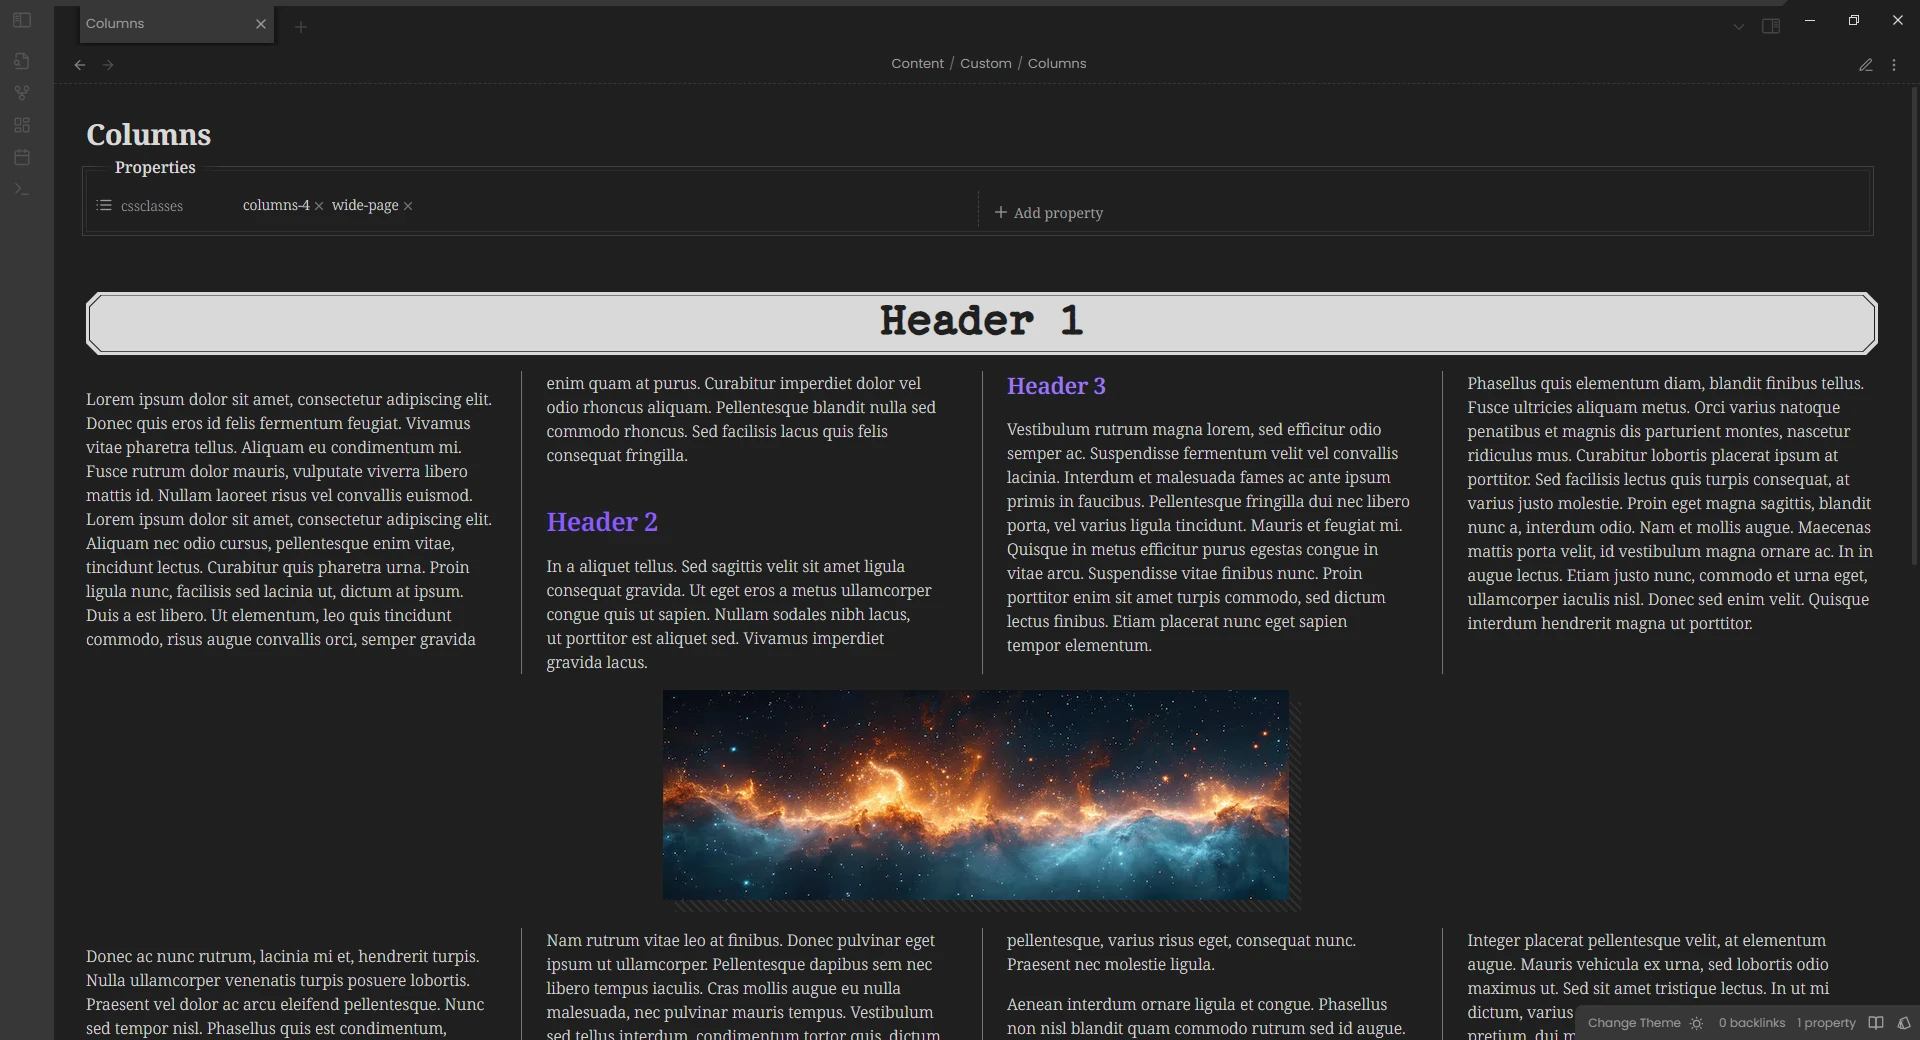 Columns
Content / Custom / Columns
Columns
Properties
cssclasses
columns-4 × wide-page ×
+ Add property
Header 1
Lorem ipsum dolor sit amet, consectetur adipiscing elit.
Donec quis eros id felis fermentum feugiat. Vivamus
vitae pharetra tellus. Aliquam eu condimentum mi.
Fusce rutrum dolor mauris, vulputate viverra libero
mattis id. Nullam laoreet risus vel convallis euismod.
Lorem ipsum dolor sit amet, consectetur adipiscing elit.
Aliquam nec odio cursus, pellentesque enim vitae,
tincidunt lectus. Curabitur quis pharetra urna. Proin
ligula nunc, facilisis sed lacinia ut, dictum at ipsum.
Duis a est libero. Ut elementum, leo quis tincidunt
commodo, risus augue convallis orci, semper gravida
enim quam at purus. Curabitur imperdiet dolor vel
odio rhoncus aliquam. Pellentesque blandit nulla sed
commodo rhoncus. Sed facilisis lacus quis felis
consequat fringilla.
Header 2
In a aliquet tellus. Sed sagittis velit sit amet ligula
consequat gravida. Ut eget eros a metus ullamcorper
congue quis ut sapien. Nullam sodales nibh lacus,
ut porttitor est aliquet sed. Vivamus imperdiet
gravida lacus.
Header 3
Vestibulum rutrum magna lorem, sed efficitur odio
semper ac. Suspendisse fermentum velit vel convallis
lacinia. Interdum et malesuada fames ac ante ipsum
primis in faucibus. Pellentesque fringilla dui nec libero
porta, vel varius ligula tincidunt. Mauris et feugiat mi.
Quisque in metus efficitur purus egestas congue in
vitae arcu. Suspendisse vitae finibus nunc. Proin
porttitor enim sit amet turpis commodo, sed dictum
lectus finibus. Etiam placerat nunc eget sapien
tempor elementum.
Phasellus quis elementum diam, blandit finibus tellus.
Fusce ultricies aliquam metus. Orci varius natoque
penatibus et magnis dis parturient montes, nascetur
ridiculus mus. Curabitur lobortis placerat ipsum at
porttitor. Sed facilisis lectus quis turpis consequat, at
varius justo molestie. Proin eget magna sagittis, blandit
nunc a, interdum odio. Nam et mollis augue. Maecenas
mattis porta velit, id vestibulum magna ornare ac. In in
augue lectus. Etiam justo nunc, commodo et urna eget,
ullamcorper iaculis nisl. Donec sed enim velit. Quisque
interdum hendrerit magna ut porttitor.
Donec ac nunc rutrum, lacinia mi et, hendrerit turpis.
Nulla ullamcorper venenatis turpis posuere lobortis.
Praesent vel dolor ac arcu eleifend pellentesque. Nunc
sed tempor nisl. Phasellus quis est condimentum,
Nam rutrum vitae leo at finibus. Donec pulvinar eget
ipsum ut ullamcorper. Pellentesque dapibus sem nec
libero tempus iaculis. Cras mollis augue eu nulla
malesuada, nec pulvinar mauris tempus. Vestibulum
sed tellus interdum, condimentum tortor quis, dictum
pellentesque, varius risus eget, consequat nunc.
Praesent nec molestie ligula.
Aenean interdum ornare ligula et congue. Phasellus
non nisl blandit quam commodo rutrum sed id augue.
Integer placerat pellentesque velit, at elementum
augue. Mauris vehicula ex urna, sed lobortis odio
maximus ut. Sed sit amet tristique lectus. In ut mi
dictum, varius
pretium, dui
Change Theme 0 backlinks 1 property